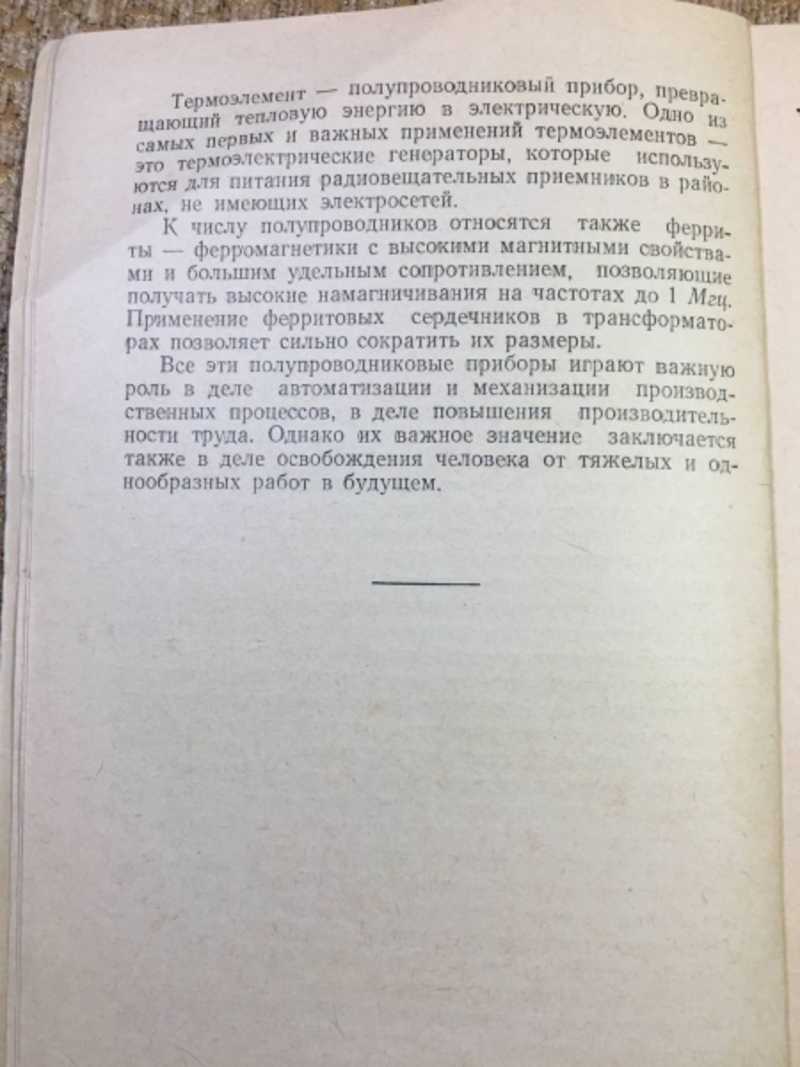 Термоэлемент — полупроводниковый прибор, превра-
щающий тепловую энергию в электрическую. Одно из
самых первых и важных применений термоэлементов —
это термоэлектрические генераторы, которые использу-
ются для питания радиовещательных приемников в райо-
нах, не имеющих электросетей.
К числу полупроводников относятся также ферри-
ты — ферромагнетики с высокими магнитными свойства-
ми и большим удельным сопротивлением, позволяющие
получать высокие намагничивания на частотах до 1 Мгц.
Применение ферритовых сердечников в трансформато-
рах позволяет сильно сократить их размеры.
Все эти полупроводниковые приборы играют важную
роль в деле автоматизации и механизации производ-
ственных процессов, в деле повышения производитель-
ности труда. Однако их важное значение заключается
также в деле освобождения человека от тяжелых и од-
нообразных работ в будущем.